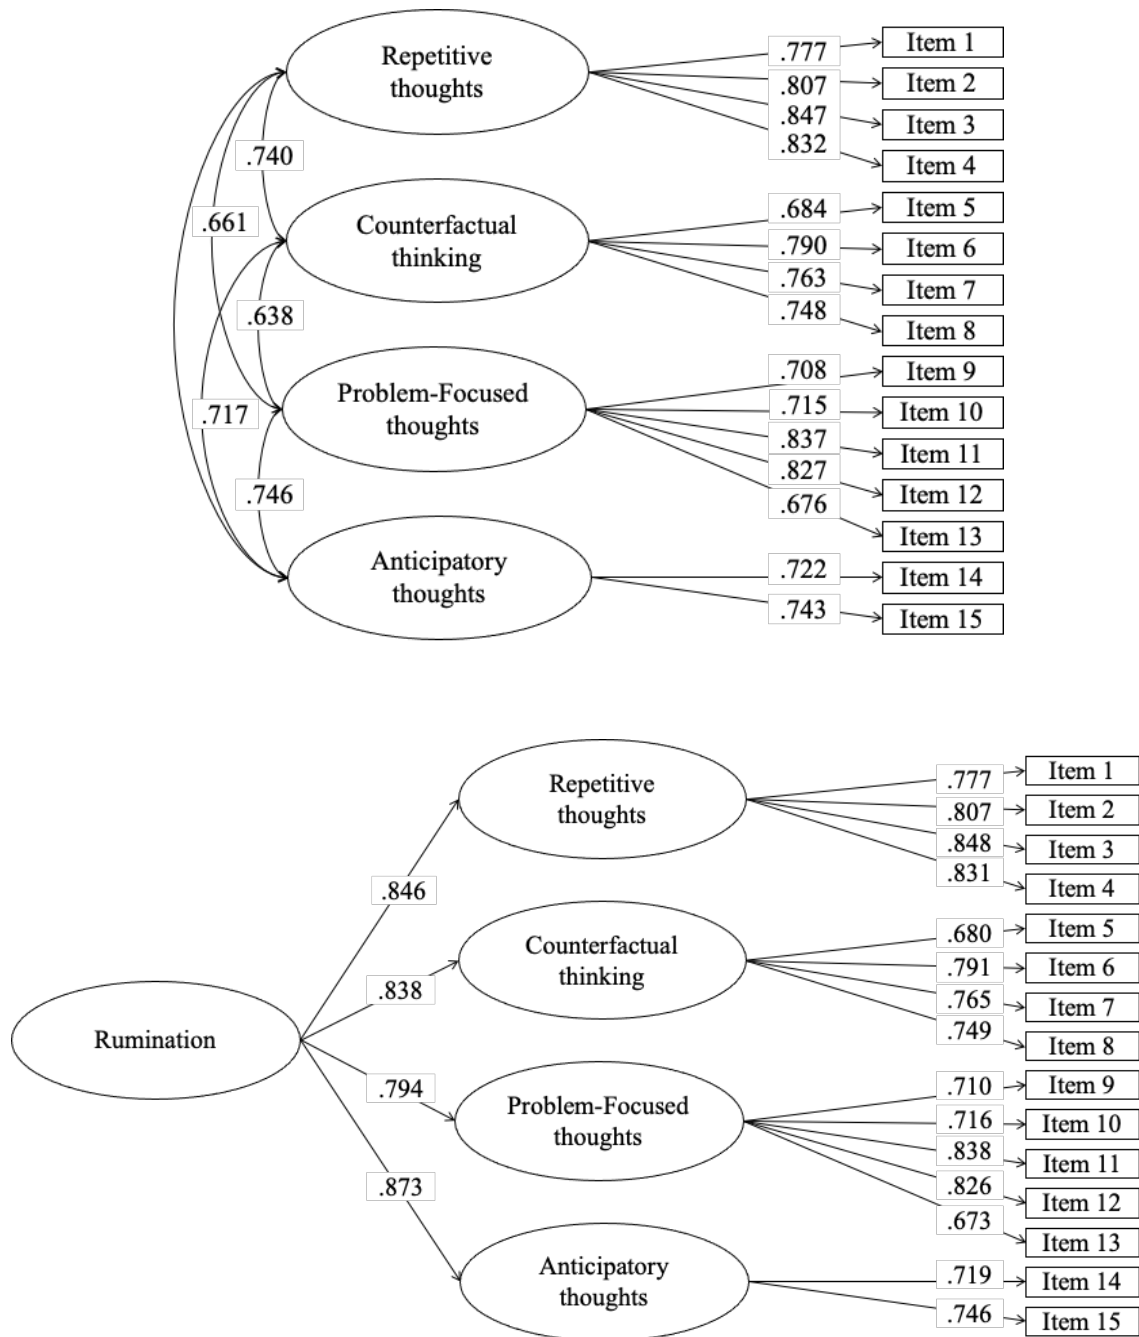 Repetitive
thoughts
Counterfactual
thinking
Problem-Focused
thoughts
Anticipatory
thoughts
.740
.661
.638
.717
.746
.777
.807
.847
.832
.684
.790
.763
.748
.708
.715
.837
.827
.676
.722
.743
Item 1
Item 2
Item 3
Item 4
Item 5
Item 6
Item 7
Item 8
Item 9
Item 10
Item 11
Item 12
Item 13
Item 14
Item 15
Rumination
.846
.838
.794
.873
Repetitive
thoughts
Counterfactual
thinking
Problem-Focused
thoughts
Anticipatory
thoughts
.777
.807
.848
.831
.680
.791
.765
.749
.710
.716
.838
.826
.673
.719
.746
Item 1
Item 2
Item 3
Item 4
Item 5
Item 6
Item 7
Item 8
Item 9
Item 10
Item 11
Item 12
Item 13
Item 14
Item 15